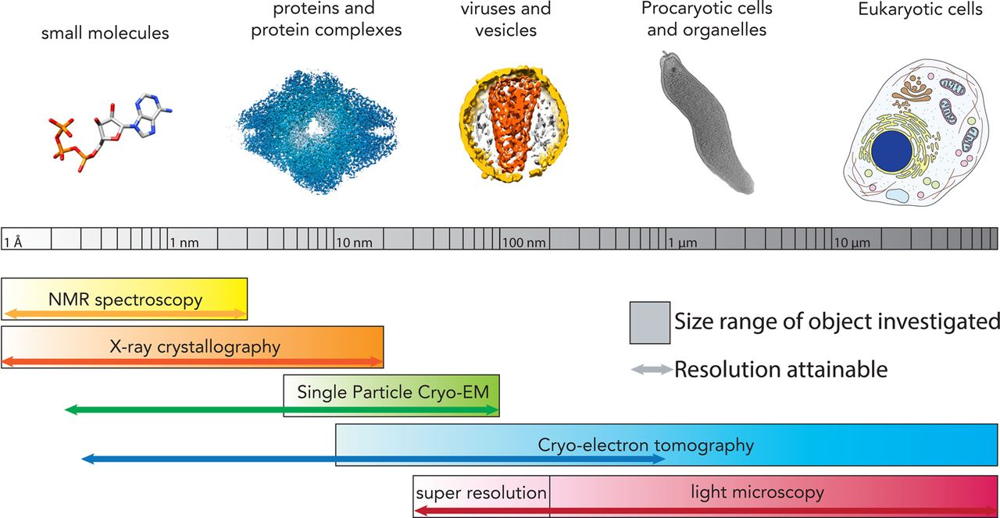 small molecules
proteins and
protein complexes
viruses and
vesicles
Procaryotic cells
and organelles
Eukaryotic cells
1 Å
1 nm
10 nm
100 nm
1 µm
10 µm
NMR spectroscopy
X-ray crystallography
Single Particle Cryo-EM
Cryo-electron tomography
super resolution
light microscopy
Size range of object investigated
Resolution attainable